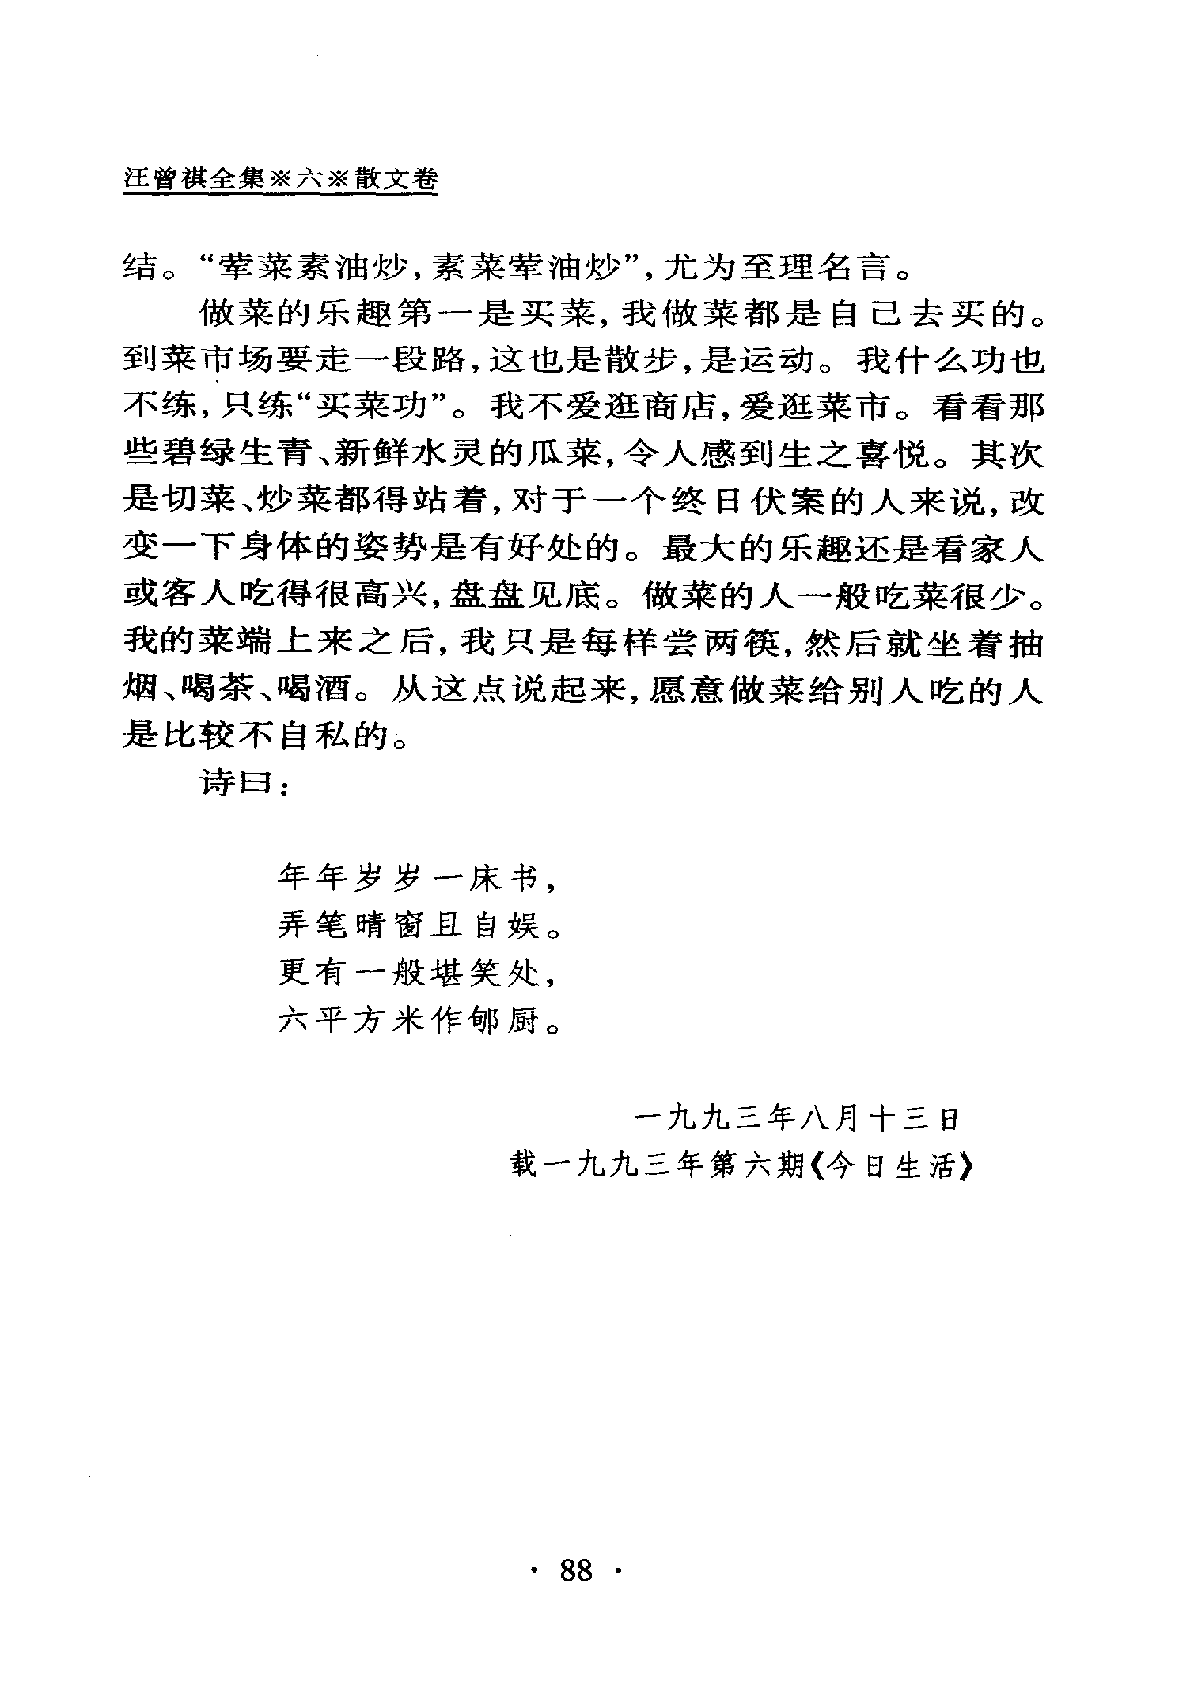 汪曾祺全集※六※散文卷
结。“荤菜素油炒，素菜荤油炒”，尤为至理名言。
做菜的乐趣第一是买菜，我做菜都是自己去买的。
到菜市场要走一段路，这也是散步，是运动。我什么功也
不练，只练“买菜功”。我不爱逛商店，爱逛菜市。看看那
些碧绿生青、新鲜水灵的瓜菜，令人感到生之喜悦。其次
是切菜、炒菜都得站着，对于一个终日伏案的人来说，改
变一下身体的姿势是有好处的。最大的乐趣还是看家人
或客人吃得很高兴，盘盘见底。做菜的人一般吃菜很少。
我的菜端上来之后，我只是每样尝两筷，然后就坐着抽
烟、喝茶、喝酒。从这点说起来，愿意做菜给别人吃的人
是比较不自私的。
诗曰：
年年岁岁一床书，
弄笔晴窗且自娱。
更有一般堪笑处，
六平方米作郇厨。
一九九三年八月十三日
载一九九三年第六期《今日生活》
· 88 ·